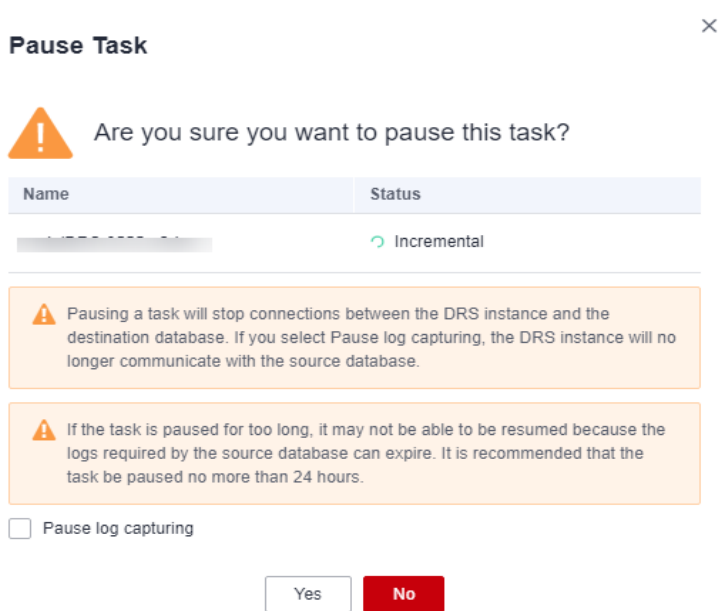 Pause Task
Are you sure you want to pause this task?
Name Status
Incremental
Pausing a task will stop connections between the DRS instance and the
destination database. If you select Pause log capturing, the DRS instance will no
longer communicate with the source database.
If the task is paused for too long, it may not be able to be resumed because the
logs required by the source database can expire. It is recommended that the
task be paused no more than 24 hours.
Pause log capturing
Yes No